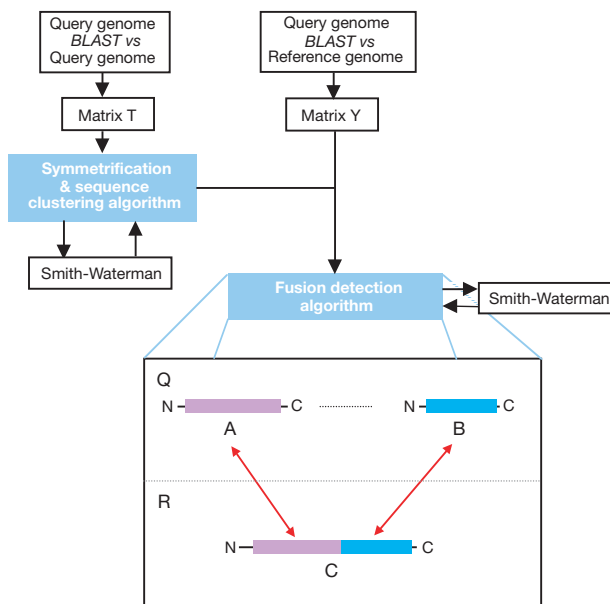 Query genome
BLAST vs
Query genome
Query genome
BLAST vs
Reference genome
Matrix T
Matrix Y
Symmetrification
& sequence
clustering algorithm
Smith-Waterman
Fusion detection
algorithm
Smith-Waterman
Q
N C N C
A B
R
N C
C